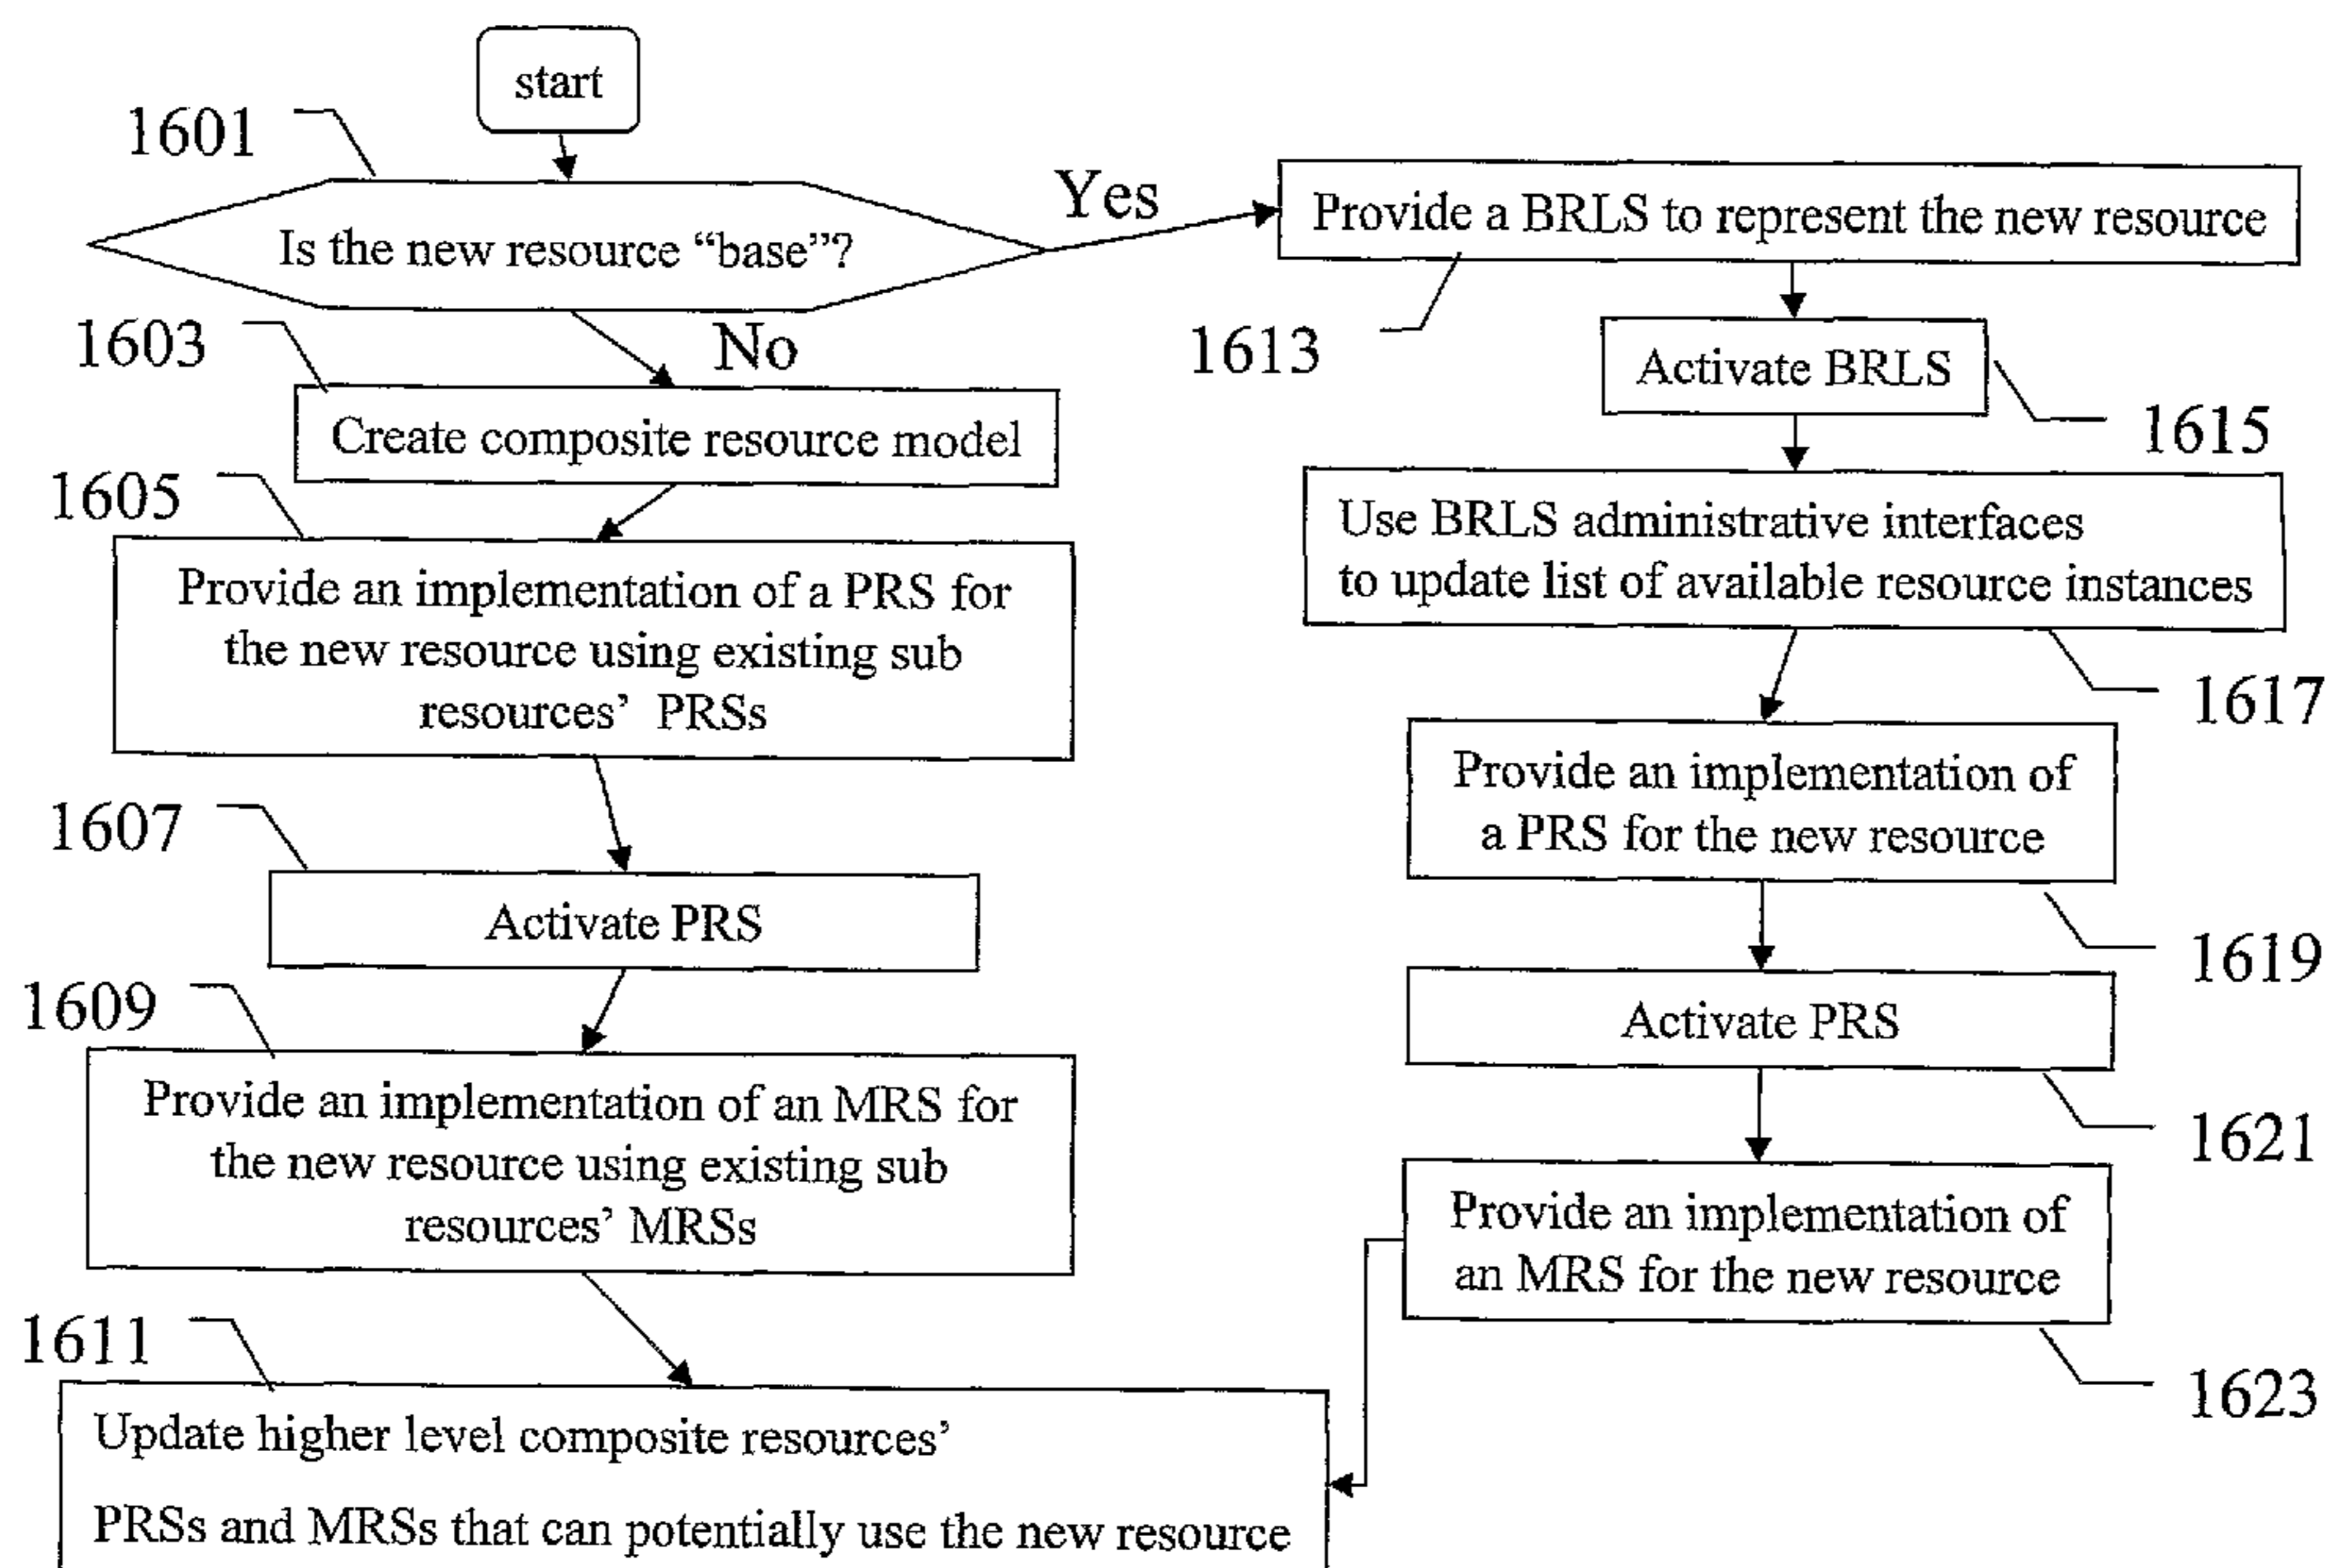 start
1601
Is the new resource “base”?
Yes
No
1603
Create composite resource model
1605
Provide an implementation of a PRS for
the new resource using existing sub
resources’ PRSs
1607
Activate PRS
1609
Provide an implementation of an MRS for
the new resource using existing sub
resources’ MRSs
1611
Update higher level composite resources’
PRSs and MRSs that can potentially use the new resource
Provide a BRLS to represent the new resource
1613
Activate BRLS
1615
Use BRLS administrative interfaces
to update list of available resource instances
1617
Provide an implementation of
a PRS for the new resource
1619
Activate PRS
1621
Provide an implementation of
an MRS for the new resource
1623